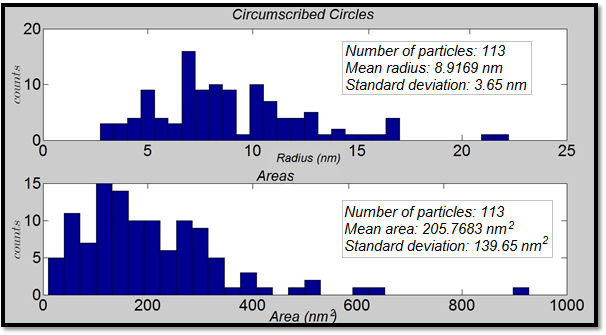 Circumscribed Circles
20
10
0
counts
Number of particles: 113
Mean radius: 8.9169 nm
Standard deviation: 3.65 nm
0 5 10 15 20 25
Radius (nm)
Areas
15
10
5
0
counts
Number of particles: 113
Mean area: 205.7683 nm²
Standard deviation: 139.65 nm²
0 200 400 600 800 1000
Area (nm²)